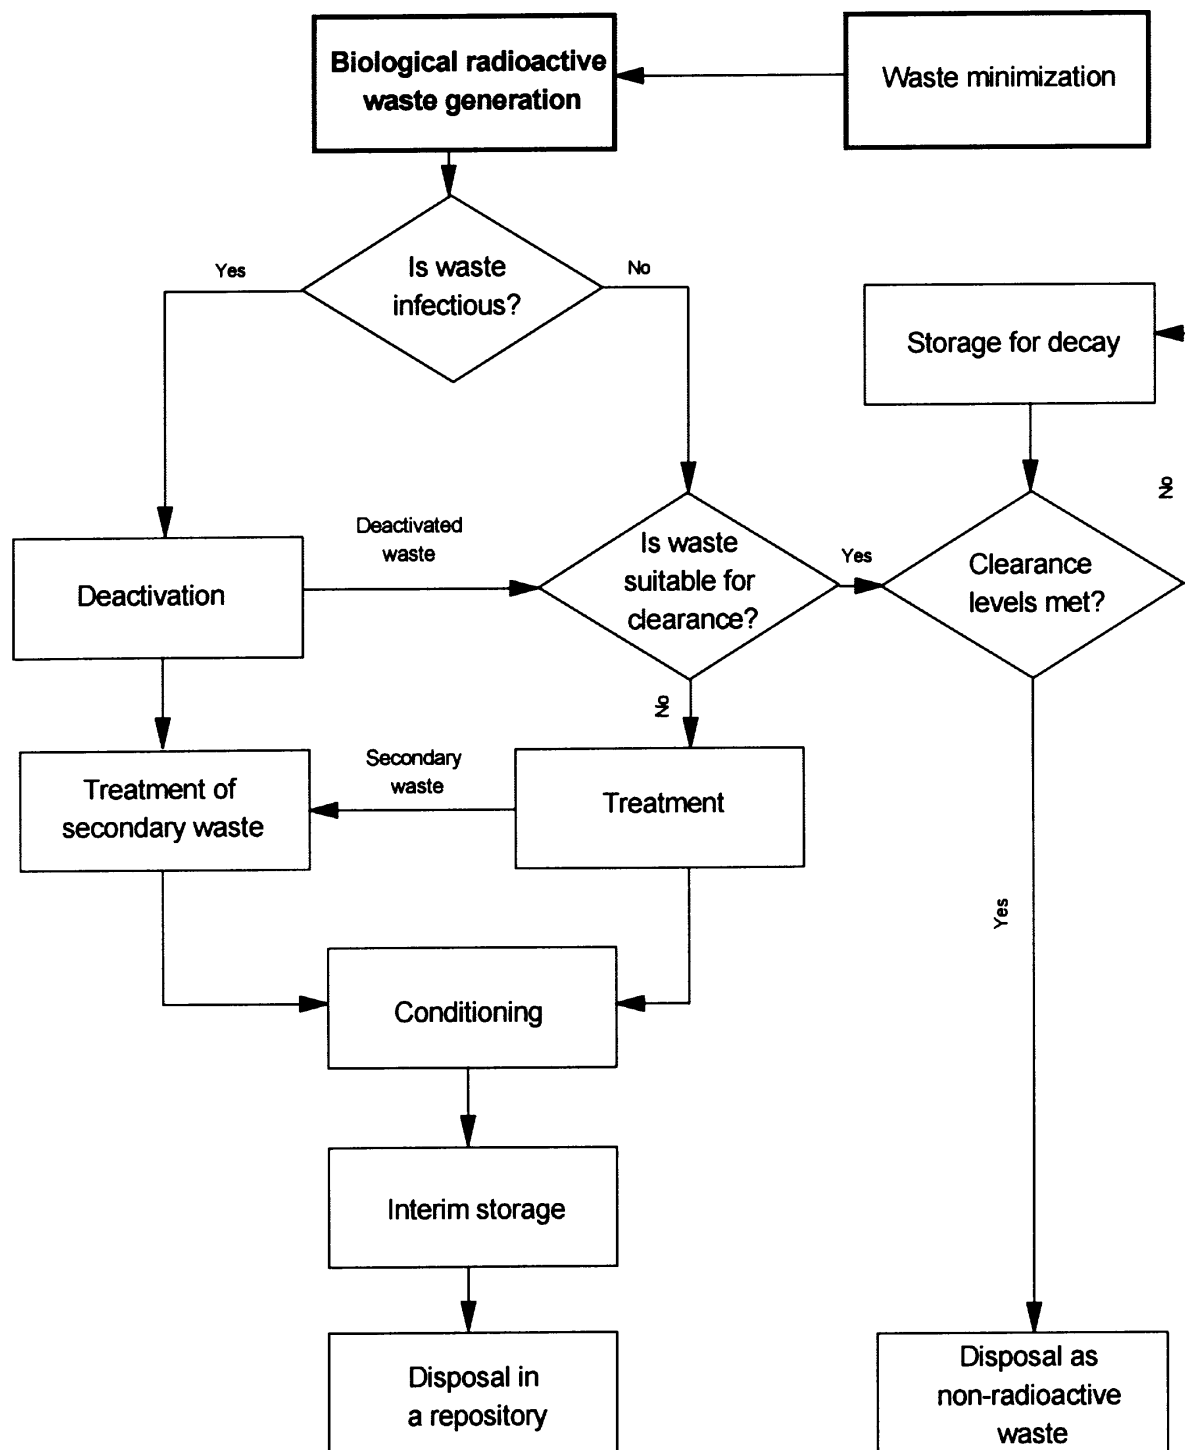 Biological radioactive
waste generation
Waste minimization
Is waste
infectious?
Yes
No
Storage for decay
Deactivation
Deactivated
waste
Is waste
suitable for
clearance?
Yes
Clearance
levels met?
No
No
Treatment of
secondary waste
Secondary
waste
Treatment
Yes
Conditioning
Interim storage
Disposal in
a repository
Disposal as
non-radioactive
waste